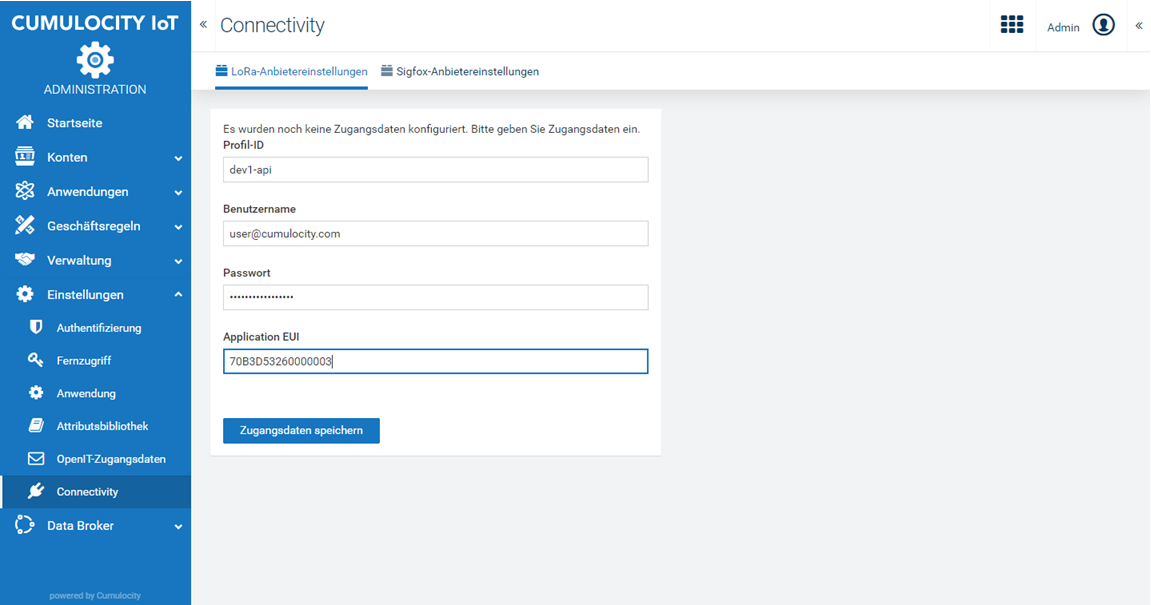 CUMULOCITY IoT
ADMINISTRATION
Startseite
Konten
Anwendungen
Geschäftsregeln
Verwaltung
Einstellungen
Authentifizierung
Fernzugriff
Anwendung
Attributsbibliothek
OpenIT-Zugangsdaten
Connectivity
Data Broker
powered by Cumulocity
« Connectivity
Admin «
LoRa-Anbietereinstellungen Sigfox-Anbietereinstellungen
Es wurden noch keine Zugangsdaten konfiguriert. Bitte geben Sie Zugangsdaten ein.
Profil-ID
dev1-api
Benutzername
user@cumulocity.com
Passwort
•••••••••••••••••
Application EUI
70B3D53260000003
Zugangsdaten speichern